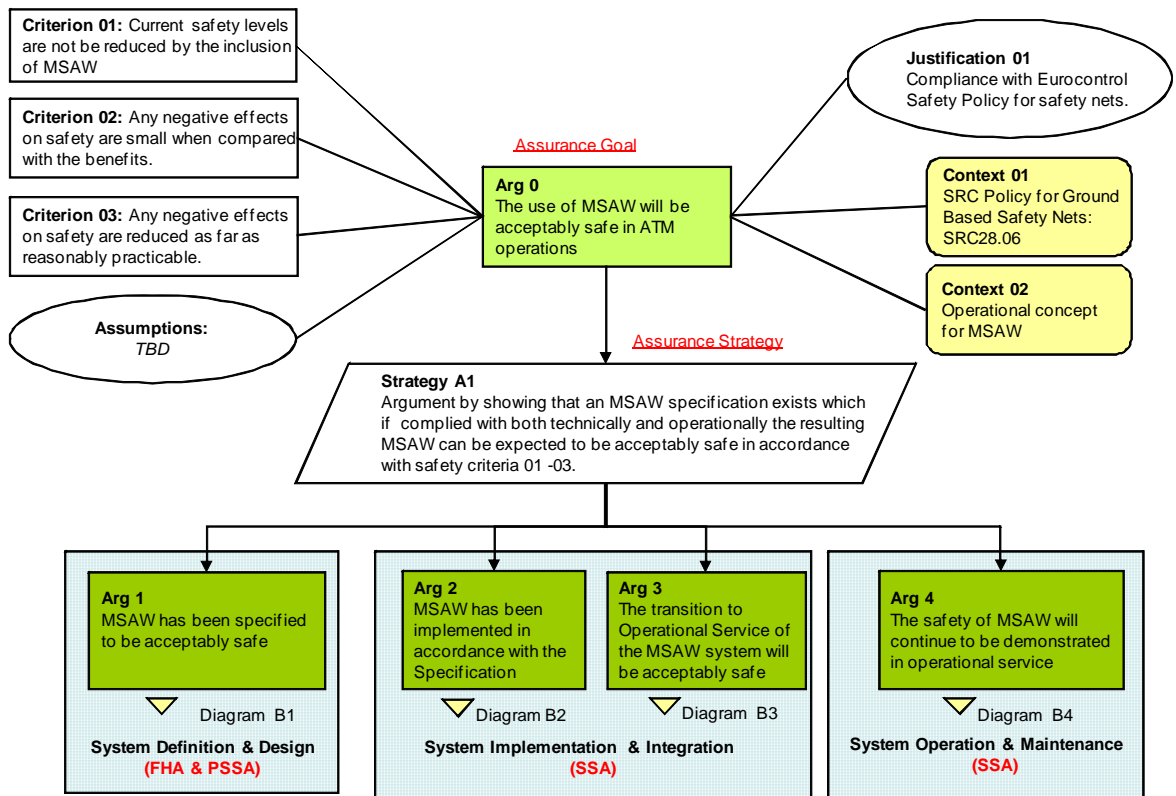 Criterion 01: Current safety levels
are not be reduced by the inclusion
of MSAW
Criterion 02: Any negative effects
on safety are small when compared
with the benefits.
Criterion 03: Any negative effects
on safety are reduced as far as
reasonably practicable.
Assumptions:
TBD
Assurance Goal
Arg 0
The use of MSAW will be
acceptably safe in ATM
operations
Justification 01
Compliance with Eurocontrol
Safety Policy for safety nets.
Context 01
SRC Policy for Ground
Based Safety Nets:
SRC28.06
Context 02
Operational concept
for MSAW
Assurance Strategy
Strategy A1
Argument by showing that an MSAW specification exists which
if complied with both technically and operationally the resulting
MSAW can be expected to be acceptably safe in accordance
with safety criteria 01 -03.
Arg 1
MSAW has been specified
to be acceptably safe
Diagram B1
System Definition & Design
(FHA & PSSA)
Arg 2
MSAW has been
implemented in
accordance with the
Specification
Diagram B2
Arg 3
The transition to
Operational Service of
the MSAW system will
be acceptably safe
Diagram B3
System Implementation & Integration
(SSA)
Arg 4
The safety of MSAW will
continue to be demonstrated
in operational service
Diagram B4
System Operation & Maintenance
(SSA)